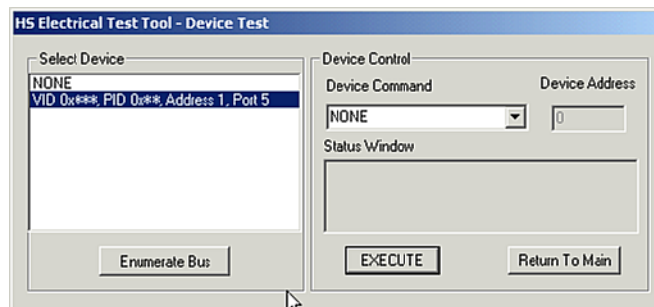 HS Electrical Test Tool - Device Test
Select Device
NONE
VID 0x***, PID 0x**, Address 1, Port 5
Enumerate Bus
Device Control
Device Command
Device Address
NONE
0
Status Window
EXECUTE
Return To Main